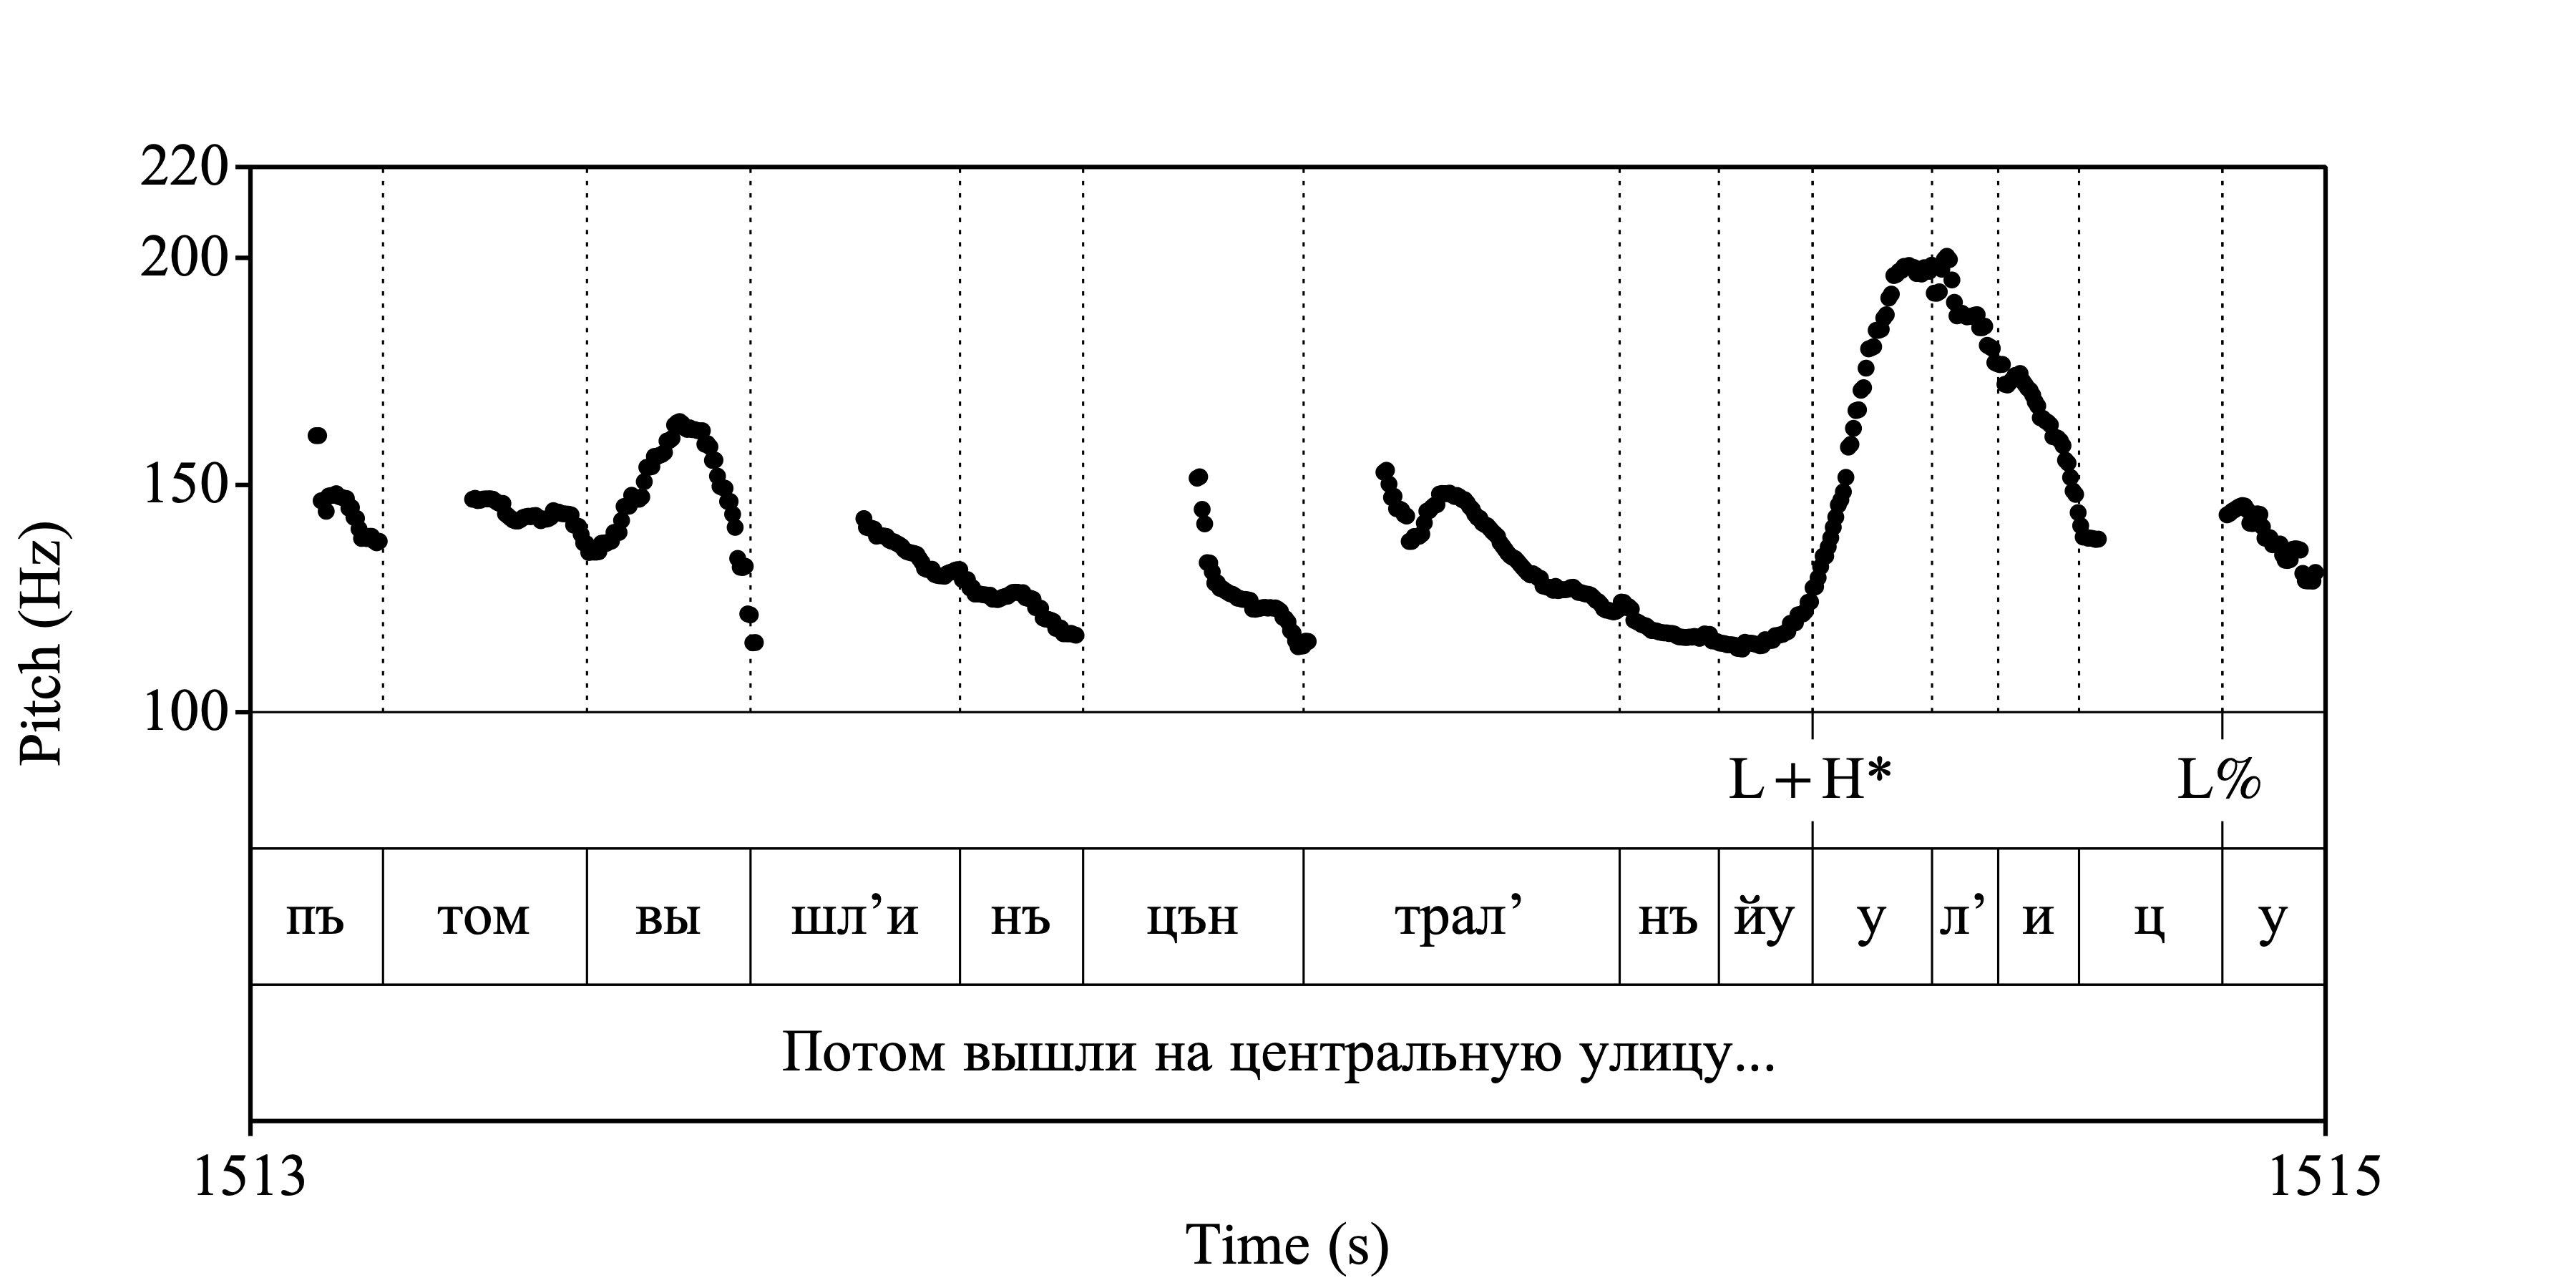 220
200
150
100
Pitch (Hz)
L+H* L%
пъ том вы шл’и нъ цън трал’ нъ йу у л’ и ц у
Потом вышли на центральную улицу...
1513 1515
Time (s)